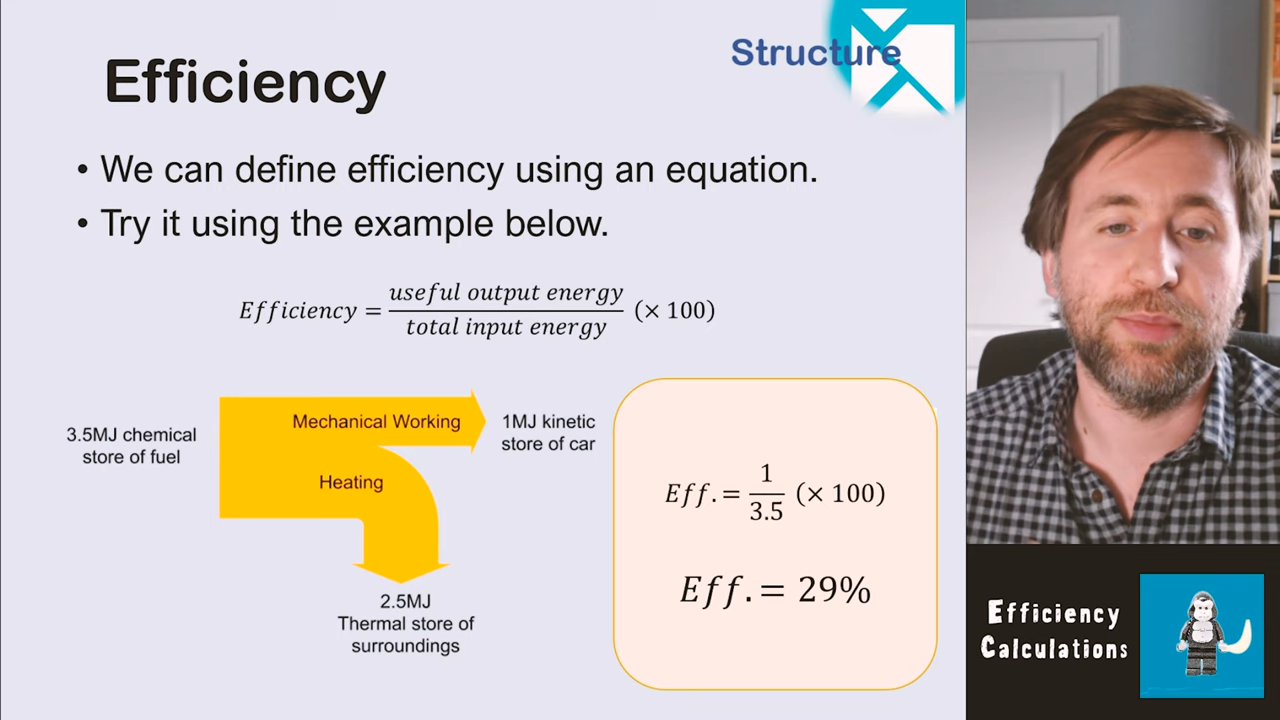 Structure
Efficiency
• We can define efficiency using an equation.
• Try it using the example below.
Efficiency = useful output energy / total input energy (× 100)
3.5MJ chemical
store of fuel
Mechanical Working
Heating
1MJ kinetic
store of car
2.5MJ
Thermal store of
surroundings
Eff. = 1 / 3.5 (× 100)
Eff. = 29%
Efficiency
Calculations